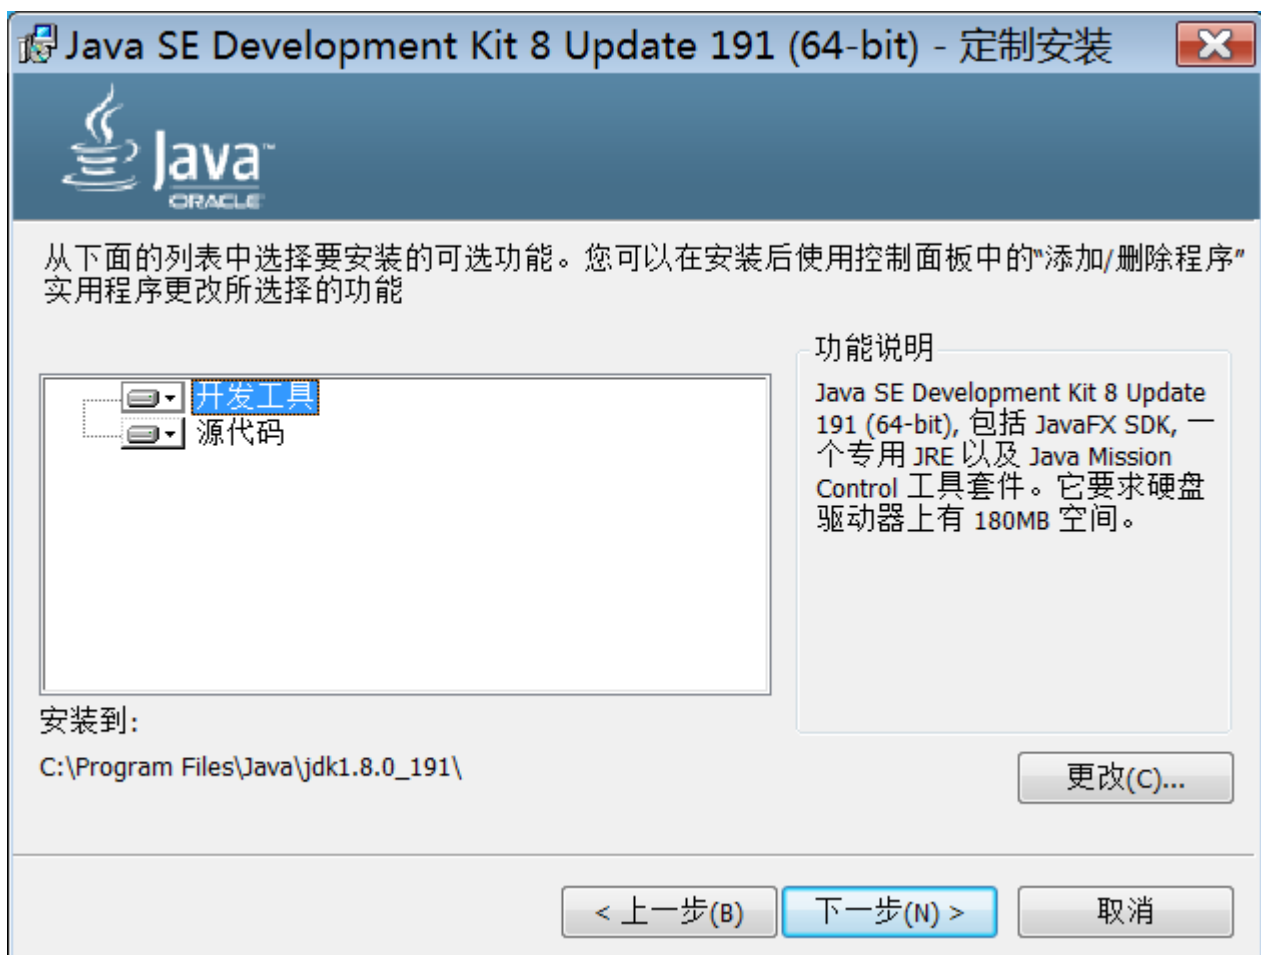 Java SE Development Kit 8 Update 191 (64-bit) - 定制安装
Java™
ORACLE
从下面的列表中选择要安装的可选功能。您可以在安装后使用控制面板中的“添加/删除程序”
实用程序更改所选择的功能
开发工具
源代码
功能说明
Java SE Development Kit 8 Update
191 (64-bit), 包括 JavaFX SDK, 一
个专用 JRE 以及 Java Mission
Control 工具套件。它要求硬盘
驱动器上有 180MB 空间。
安装到:
C:\Program Files\Java\jdk1.8.0_191\
更改(C)...
< 上一步(B)
下一步(N) >
取消